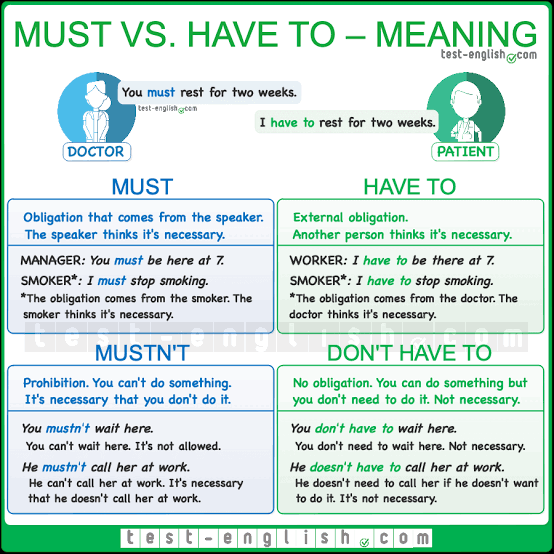 MUST VS. HAVE TO – MEANING
test-english.com
You must rest for two weeks.
test-english.com
I have to rest for two weeks.
DOCTOR
PATIENT
MUST
Obligation that comes from the speaker.
The speaker thinks it's necessary.
MANAGER: You must be here at 7.
SMOKER*: I must stop smoking.
*The obligation comes from the smoker. The
smoker thinks it's necessary.
HAVE TO
External obligation.
Another person thinks it's necessary.
WORKER: I have to be there at 7.
SMOKER*: I have to stop smoking.
*The obligation comes from the doctor. The
doctor thinks it's necessary.
test-english.com
MUSTN'T
Prohibition. You can't do something.
It's necessary that you don't do it.
You mustn't wait here.
You can't wait here. It's not allowed.
He mustn't call her at work.
He can't call her at work. It's necessary
that he doesn't call her at work.
DON'T HAVE TO
No obligation. You can do something but
you don't need to do it. Not necessary.
You don't have to wait here.
You don't need to wait here. Not necessary.
He doesn't have to call her at work.
He doesn't need to call her if he doesn't want
to do it. It's not necessary.
test-english.com